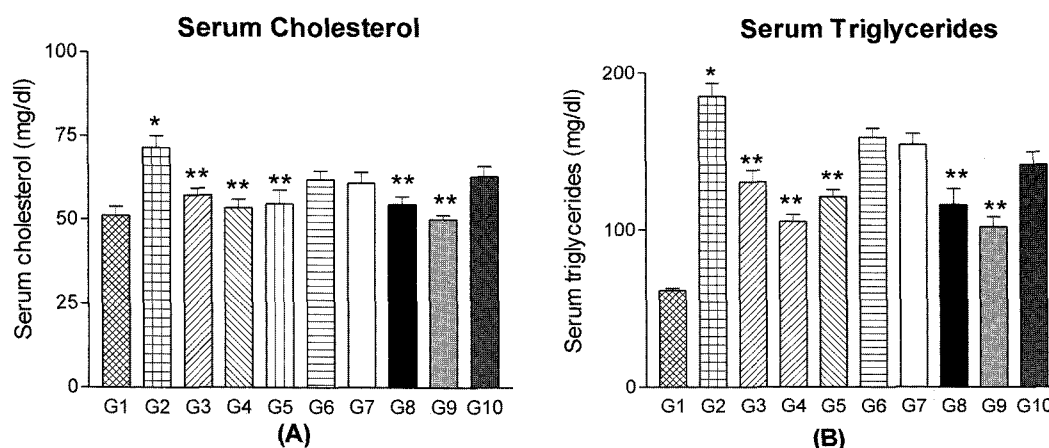 Serum Cholesterol
Serum cholesterol (mg/dl)
100
75
50
25
0
*
**
**
**
**
**
G1 G2 G3 G4 G5 G6 G7 G8 G9 G10
(A)
Serum Triglycerides
Serum triglycerides (mg/dl)
200
100
0
*
**
**
**
**
**
G1 G2 G3 G4 G5 G6 G7 G8 G9 G10
(B)